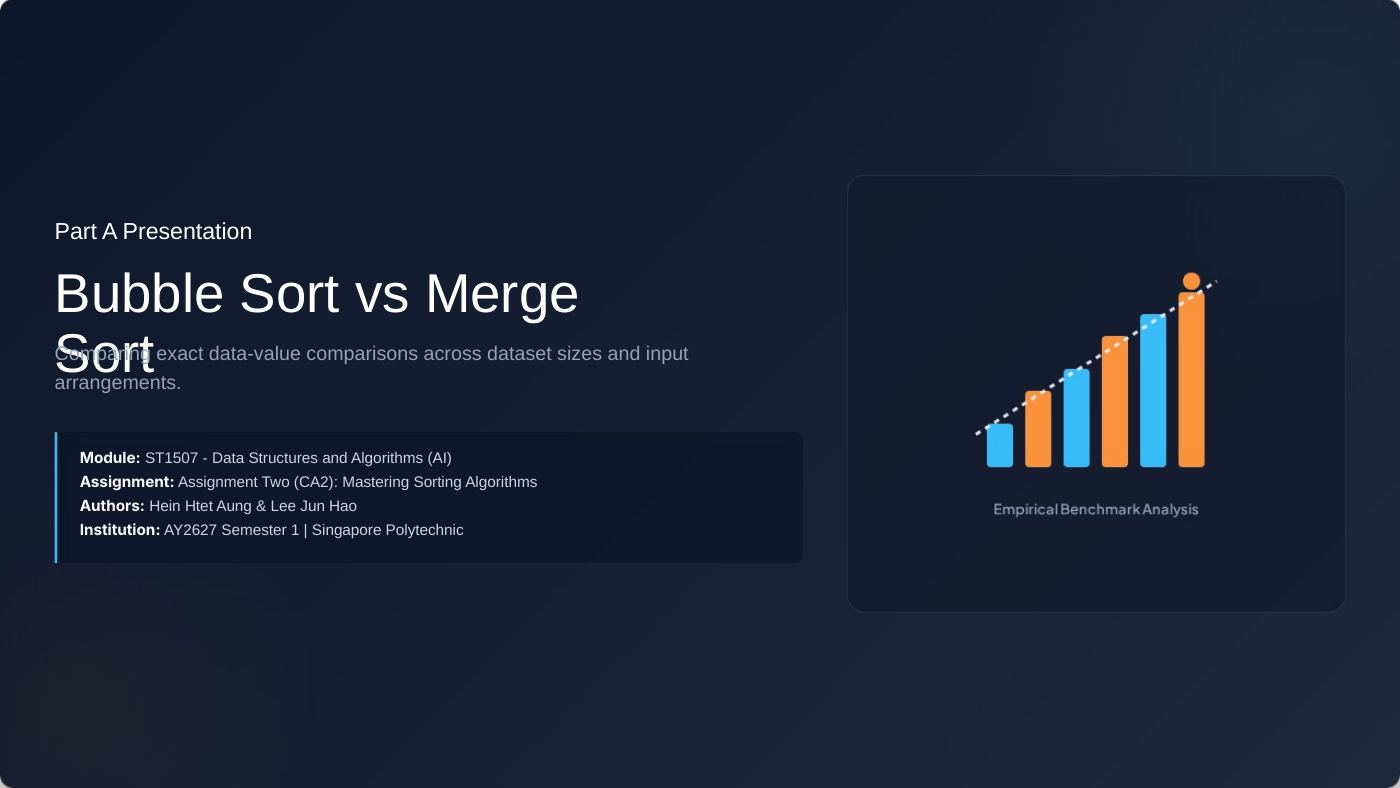 Part A Presentation
Bubble Sort vs Merge
Sort
Comparing exact data-value comparisons across dataset sizes and input
arrangements.
Module: ST1507 - Data Structures and Algorithms (AI)
Assignment: Assignment Two (CA2): Mastering Sorting Algorithms
Authors: Hein Htet Aung & Lee Jun Hao
Institution: AY2627 Semester 1 | Singapore Polytechnic
Empirical Benchmark Analysis